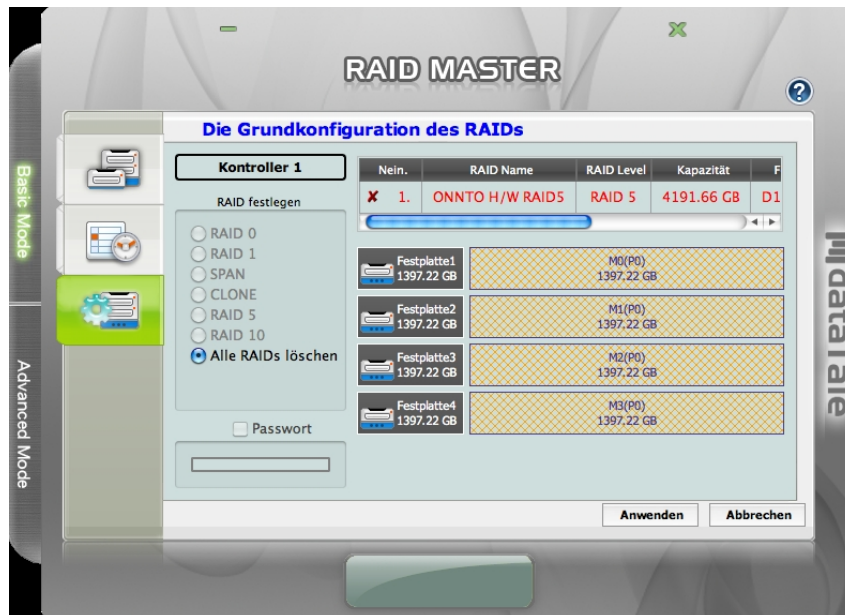 RAID MASTER
?
Die Grundkonfiguration des RAIDs
Basic Mode
Advanced Mode
Kontroller 1
RAID festlegen
RAID 0
RAID 1
SPAN
CLONE
RAID 5
RAID 10
Alle RAIDs löschen
Passwort
Nein. RAID Name RAID Level Kapazität F
✘ 1. ONNTO H/W RAID5 RAID 5 4191.66 GB D1
Festplatte1
1397.22 GB
M0(P0)
1397.22 GB
Festplatte2
1397.22 GB
M1(P0)
1397.22 GB
Festplatte3
1397.22 GB
M2(P0)
1397.22 GB
Festplatte4
1397.22 GB
M3(P0)
1397.22 GB
Anwenden Abbrechen
dataTale